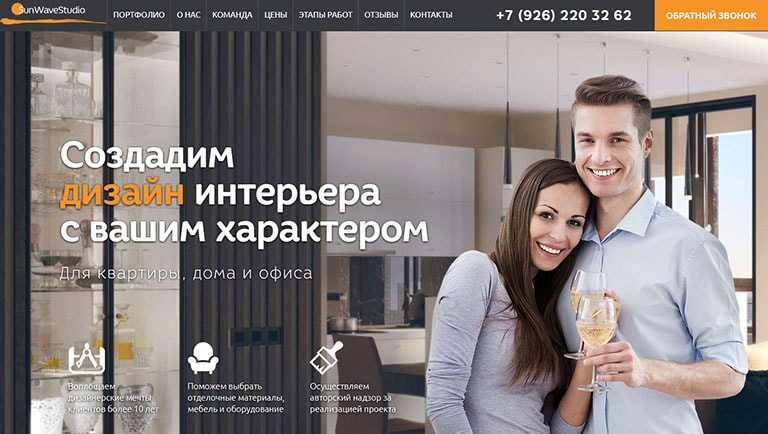 SunWaveStudio
ПОРТФОЛИО О НАС КОМАНДА ЦЕНЫ ЭТАПЫ РАБОТ ОТЗЫВЫ КОНТАКТЫ
+7 (926) 220 32 62
ОБРАТНЫЙ ЗВОНОК
Создадим
дизайн интерьера
с вашим характером
Для квартиры, дома и офиса
Воплощаем
дизайнерские мечты
клиентов более 10 лет
Поможем выбрать
отделочные материалы,
мебель и оборудование
Осуществляем
авторский надзор за
реализацией проекта